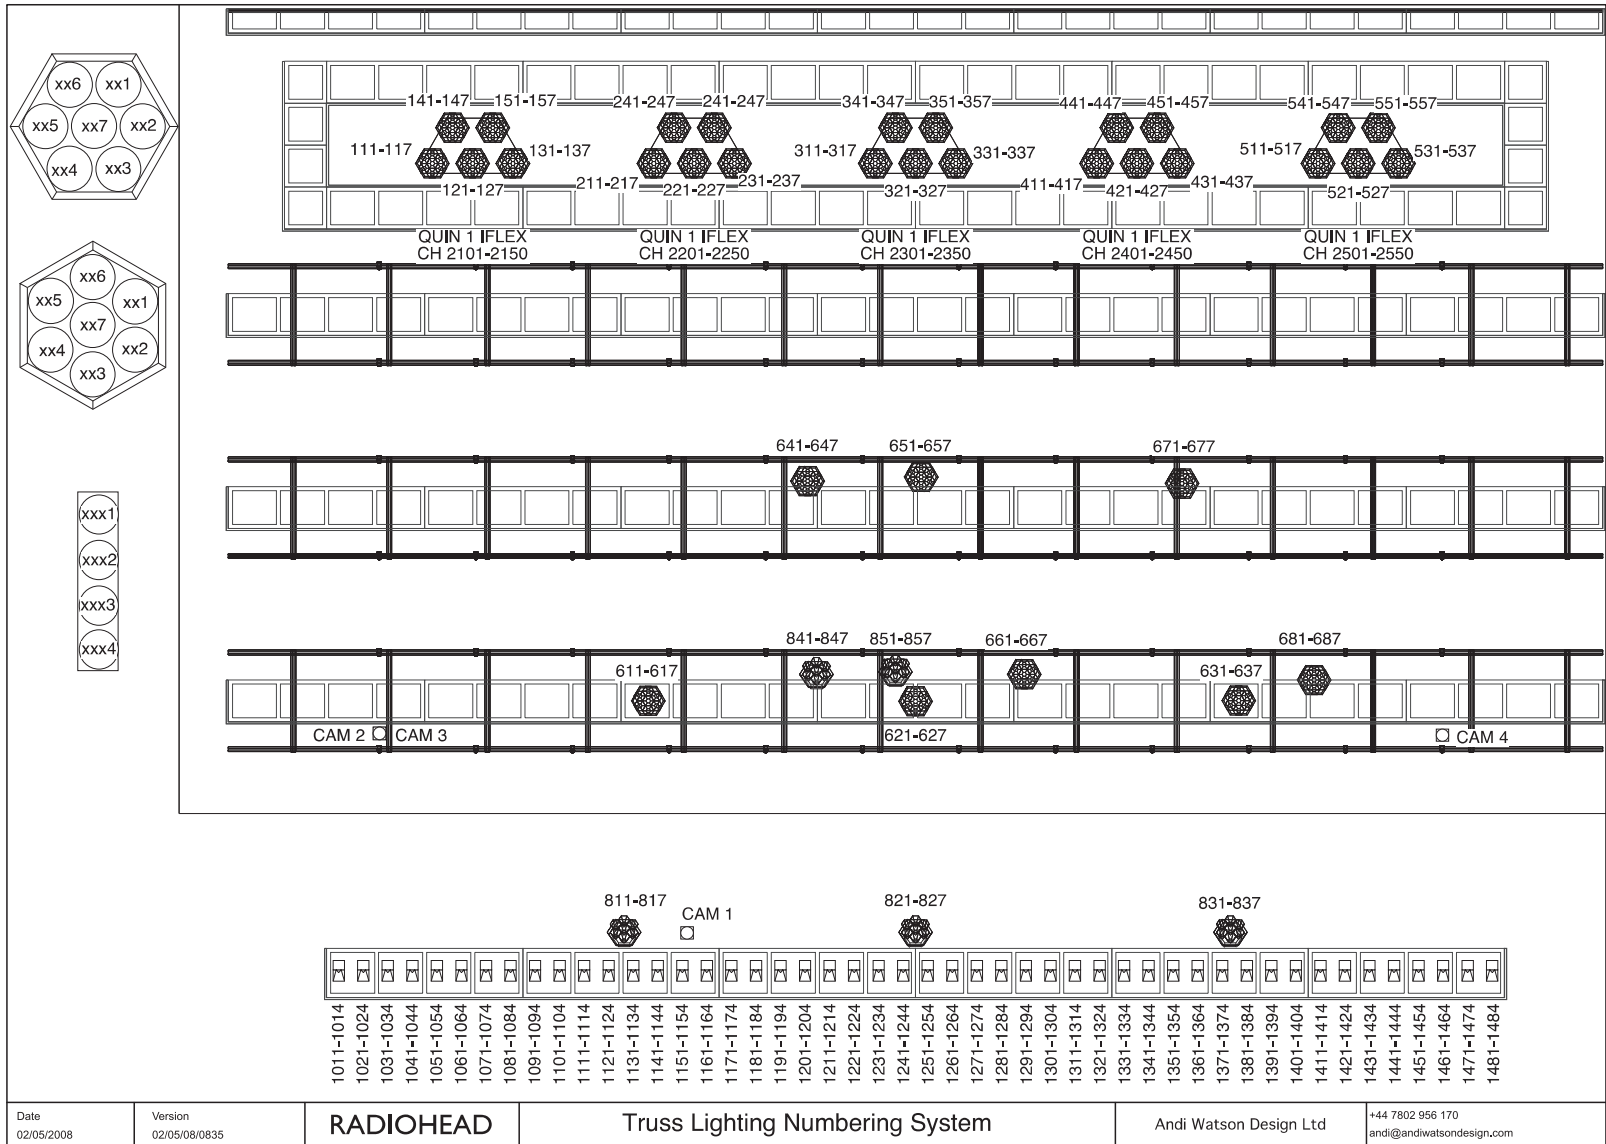 xx6 xx1
xx5 xx7 xx2
xx4 xx3
xx6
xx5 xx1
xx7
xx4 xx2
xx3
xxx1
xxx2
xxx3
xxx4
141-147 151-157 241-247 241-247 341-347 351-357 441-447 451-457 541-547 551-557
111-117 131-137 311-317 331-337 511-517 531-537
121-127 211-217 221-227 231-237 321-327 411-417 421-427 431-437 521-527
QUIN 1 IFLEX QUIN 1 IFLEX QUIN 1 IFLEX QUIN 1 IFLEX QUIN 1 IFLEX
CH 2101-2150 CH 2201-2250 CH 2301-2350 CH 2401-2450 CH 2501-2550
641-647 651-657 671-677
841-847 851-857 661-667 681-687
611-617 631-637
CAM 2 CAM 3 621-627 CAM 4
811-817 821-827 831-837
CAM 1
1011-1014
1021-1024
1031-1034
1041-1044
1051-1054
1061-1064
1071-1074
1081-1084
1091-1094
1101-1104
1111-1114
1121-1124
1131-1134
1141-1144
1151-1154
1161-1164
1171-1174
1181-1184
1191-1194
1201-1204
1211-1214
1221-1224
1231-1234
1241-1244
1251-1254
1261-1264
1271-1274
1281-1284
1291-1294
1301-1304
1311-1314
1321-1324
1331-1334
1341-1344
1351-1354
1361-1364
1371-1374
1381-1384
1391-1394
1401-1404
1411-1414
1421-1424
1431-1434
1441-1444
1451-1454
1461-1464
1471-1474
1481-1484
Date
02/05/2008
Version
02/05/08/0835
RADIOHEAD
Truss Lighting Numbering System
Andi Watson Design Ltd
+44 7802 956 170
andi@andiwatsondesign.com